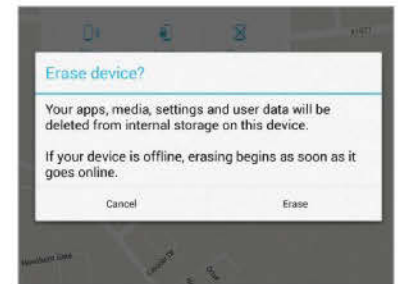 Erase device?
Your apps, media, settings and user data will be
deleted from internal storage on this device.
If your device is offline, erasing begins as soon as it
goes online.
Cancel Erase